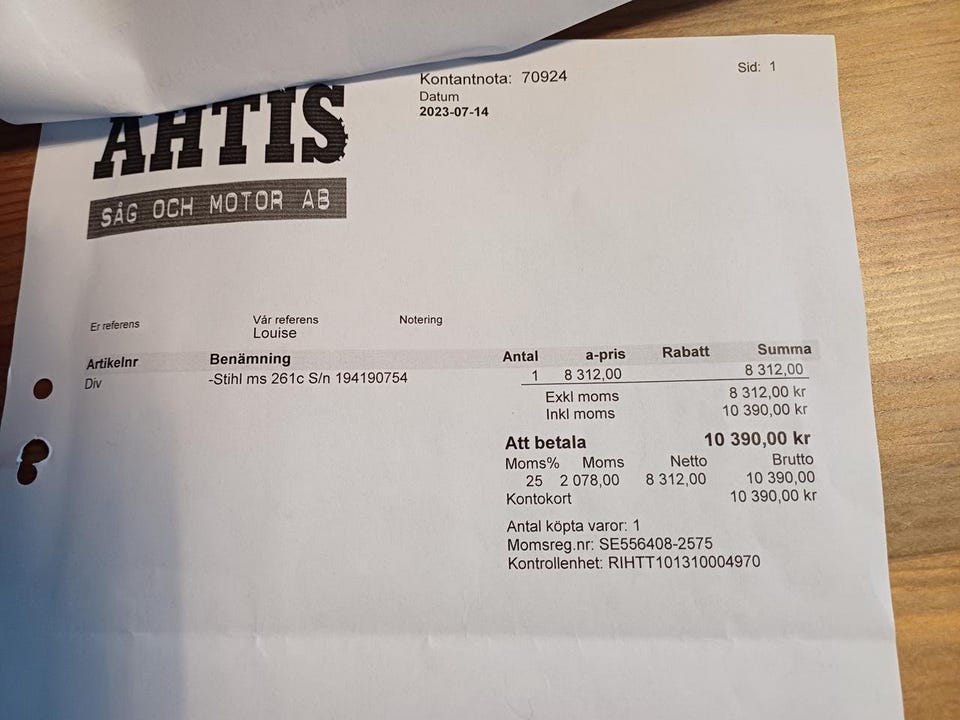 Kontantnota: 70924
Sid: 1
Datum
2023-07-14
AHTIS
SÅG OCH MOTOR AB
Er referens Vår referens Notering
Louise
Artikelnr Benämning Antal a-pris Rabatt Summa
Div -Stihl ms 261c S/n 194190754 1 8 312,00 8 312,00
Exkl moms 8 312,00 kr
Inkl moms 10 390,00 kr
Att betala 10 390,00 kr
Moms% Moms Netto Brutto
25 2 078,00 8 312,00 10 390,00
Kontokort 10 390,00 kr
Antal köpta varor: 1
Momsreg.nr: SE556408-2575
Kontrollenhet: RIHTT101310004970